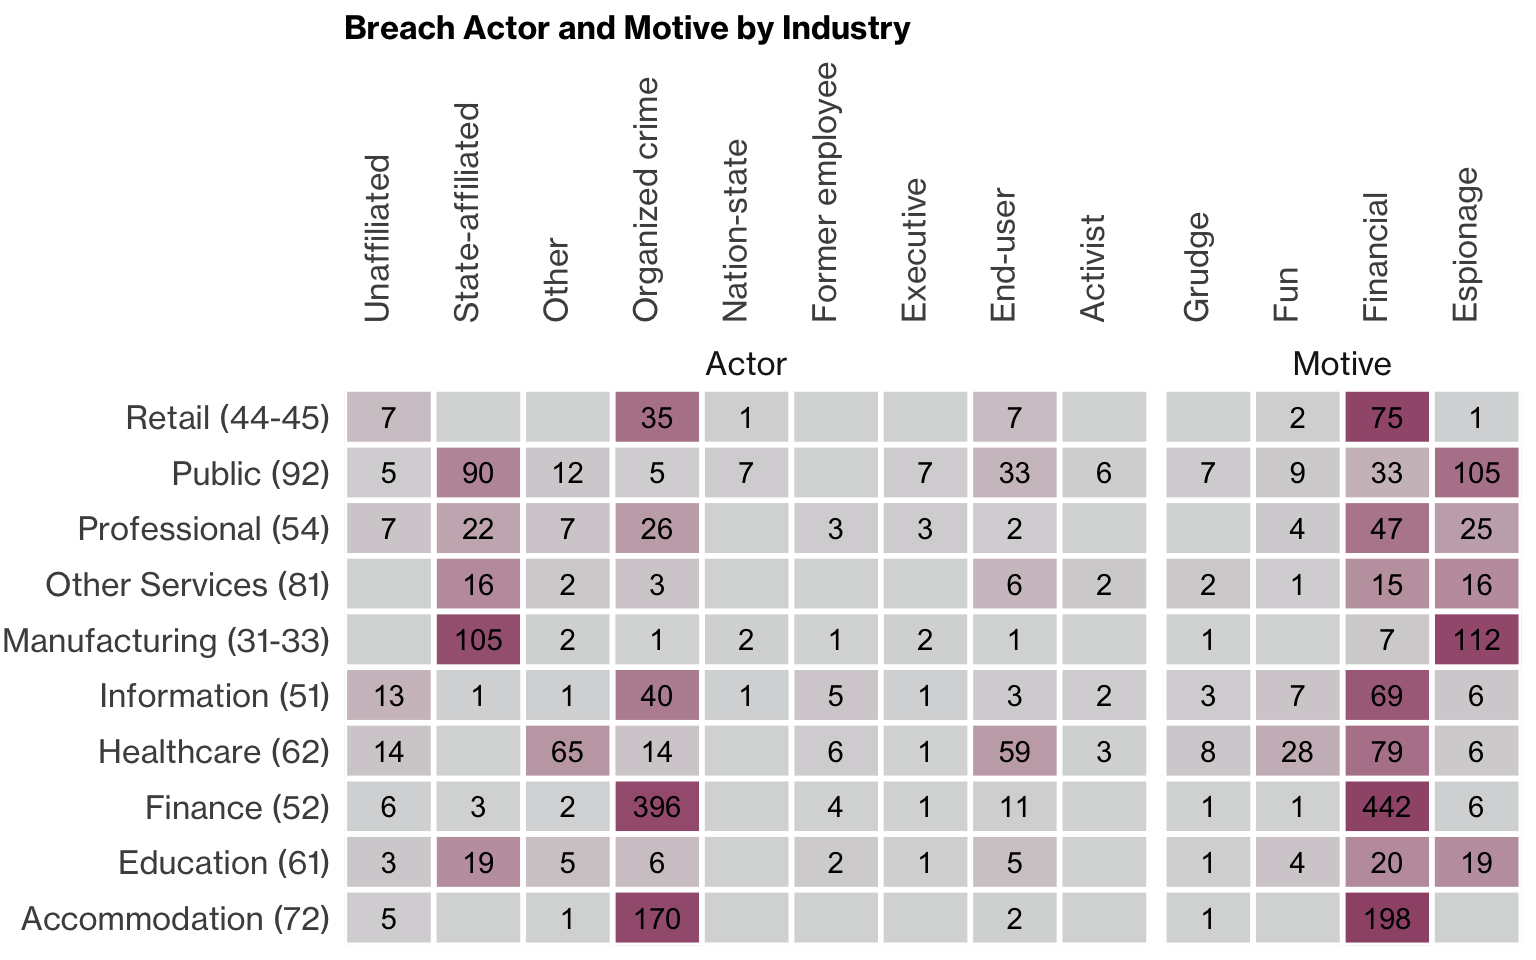 Breach Actor and Motive by Industry
Unaffiliated State-affiliated Other Organized crime Nation-state Former employee Executive End-user Activist Grudge Fun Financial Espionage
Actor Motive
Retail (44-45) 7 35 1 7 2 75 1
Public (92) 5 90 12 5 7 7 33 6 7 9 33 105
Professional (54) 7 22 7 26 3 3 2 4 47 25
Other Services (81) 16 2 3 6 2 2 1 15 16
Manufacturing (31-33) 105 2 1 2 1 2 1 1 7 112
Information (51) 13 1 1 40 1 5 1 3 2 3 7 69 6
Healthcare (62) 14 65 14 6 1 59 3 8 28 79 6
Finance (52) 6 3 2 396 4 1 11 1 1 442 6
Education (61) 3 19 5 6 2 1 5 1 4 20 19
Accommodation (72) 5 1 170 2 1 198